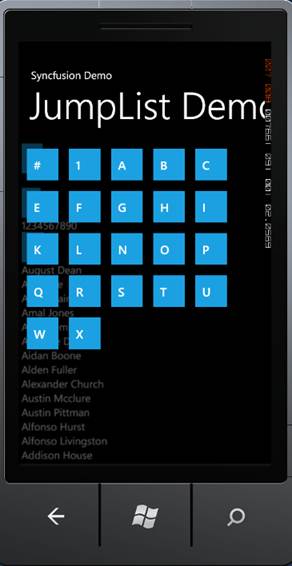 Syncfusion Demo
JumpList Demo
# 1 A B C
E F G H I
1234567890
K L N O P
August Dean
Q R S T U
Amal Jones
W X
Aidan Boone
Alden Fuller
Alexander Church
Austin Mcclure
Austin Pittman
Alfonso Hurst
Alfonso Livingston
Addison House